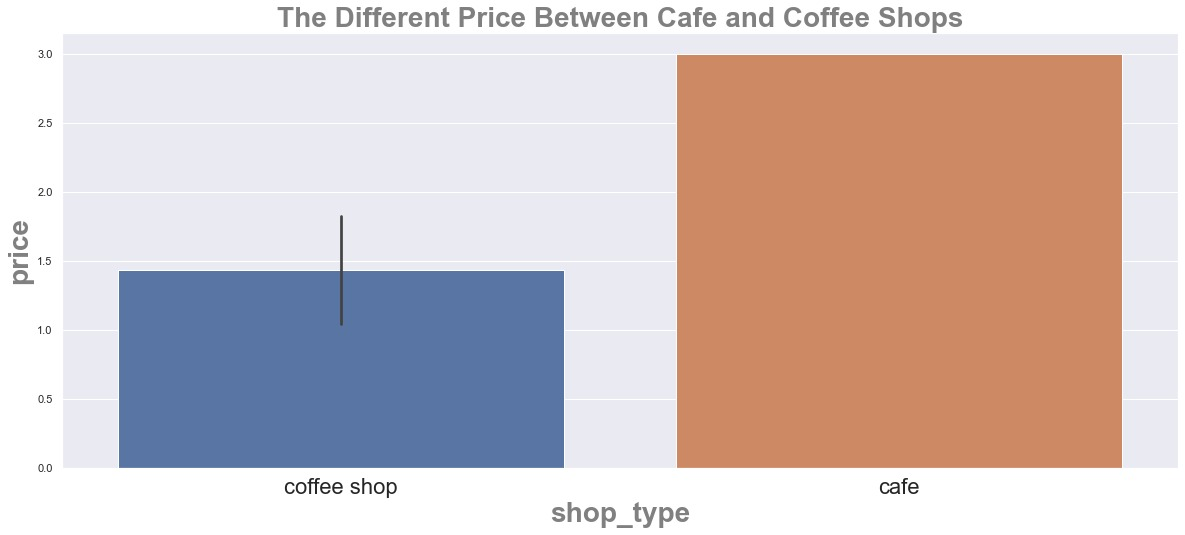 The Different Price Between Cafe and Coffee Shops
price
3.0
2.5
2.0
1.5
1.0
0.5
0.0
coffee shop
cafe
shop_type